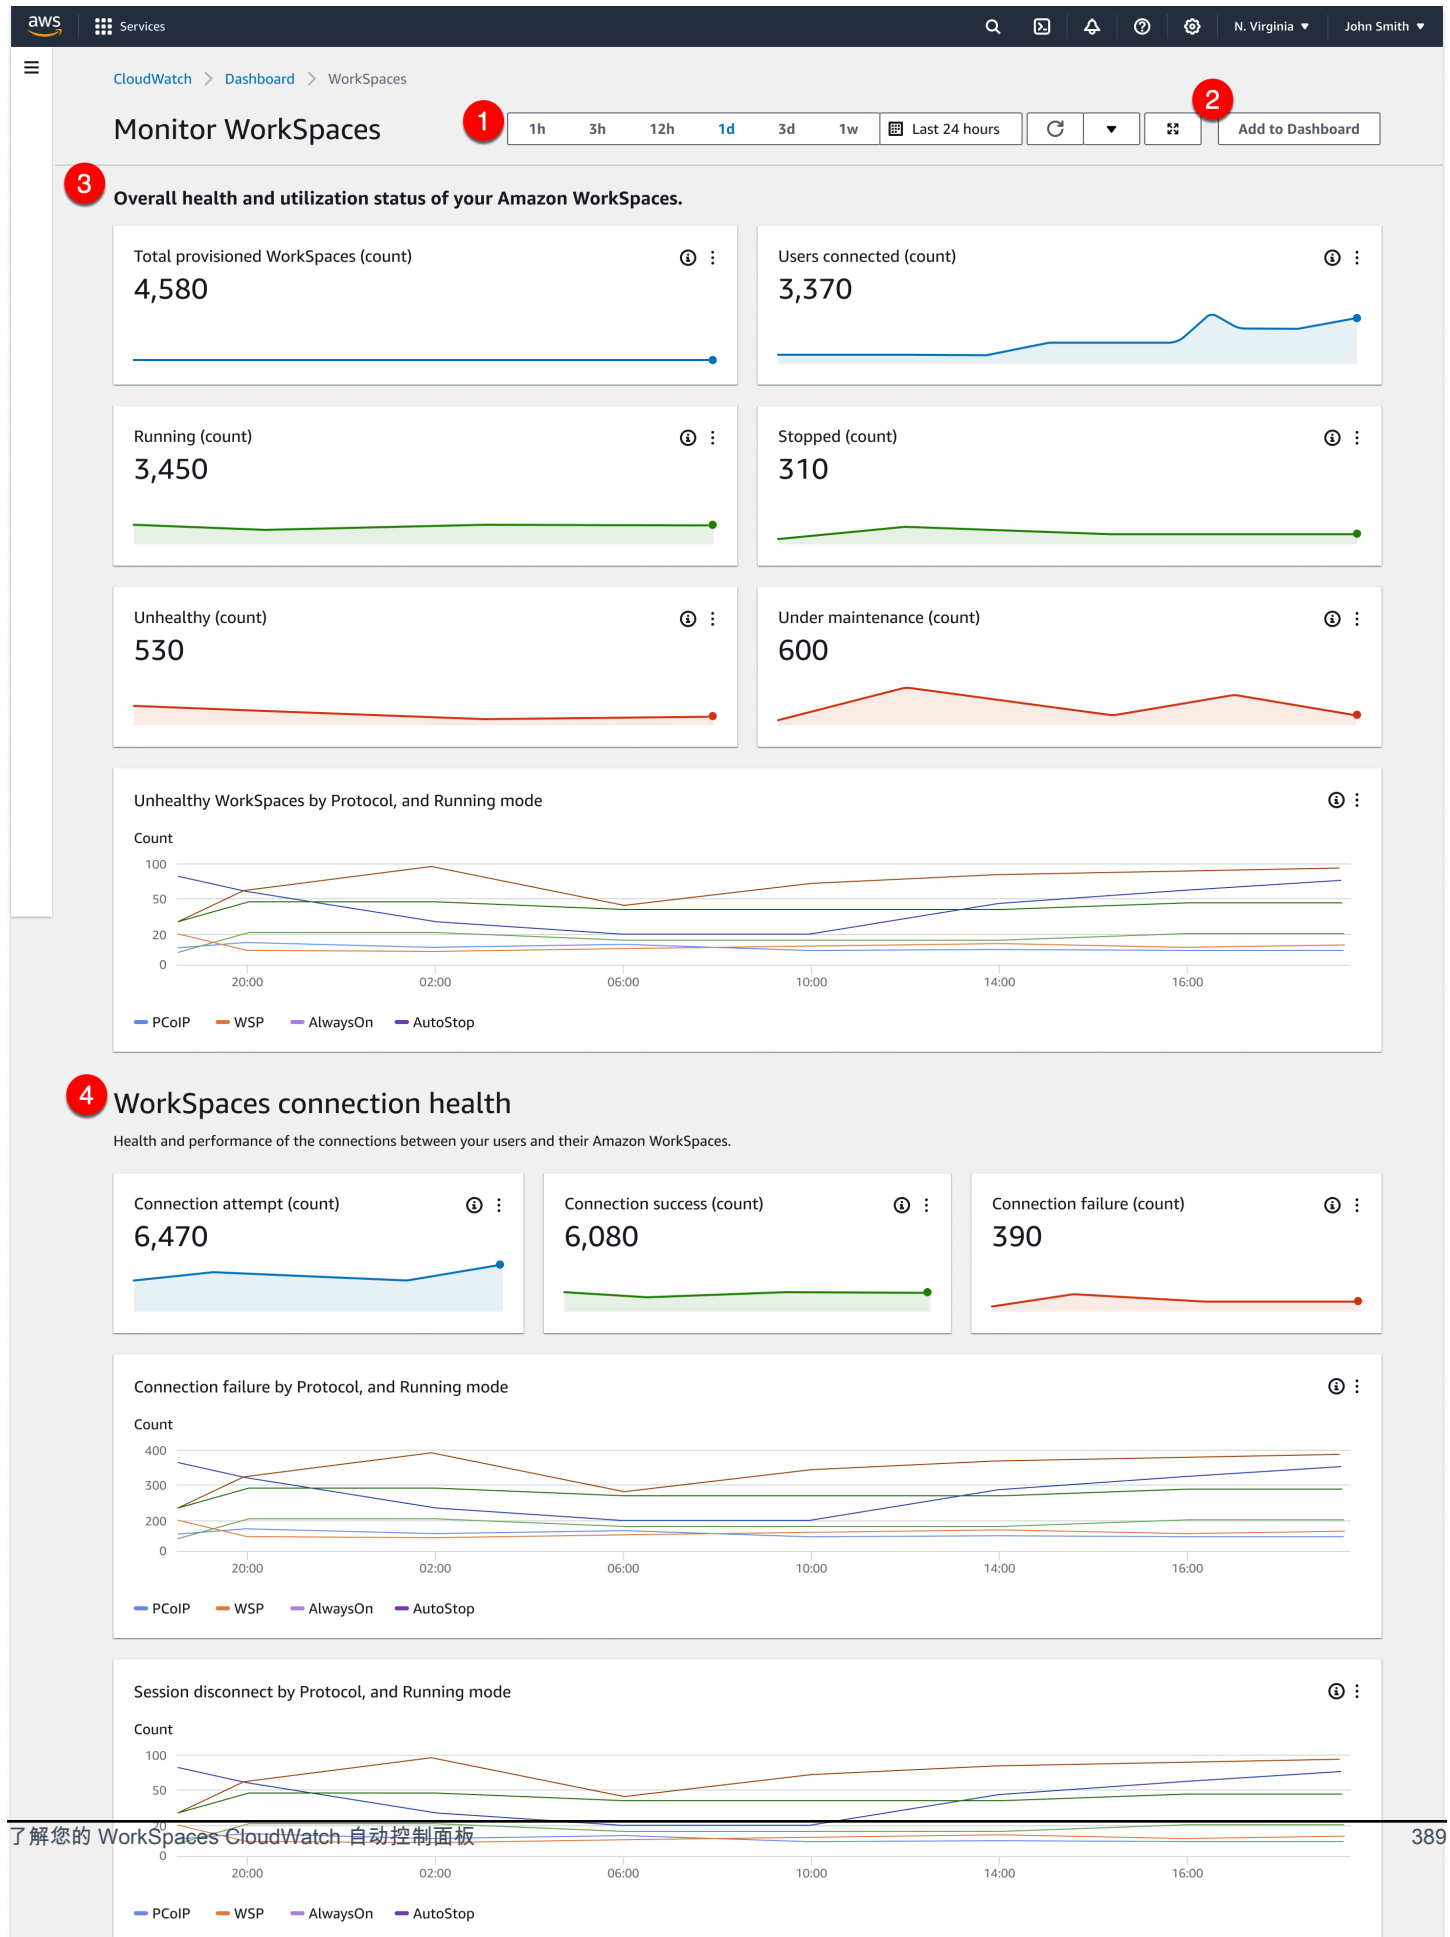 aws Services N. Virginia John Smith
CloudWatch Dashboard WorkSpaces
Monitor WorkSpaces
1
1h 3h 12h 1d 3d 1w Last 24 hours
2
Add to Dashboard
3
Overall health and utilization status of your Amazon WorkSpaces.
Total provisioned WorkSpaces (count)
4,580
Users connected (count)
3,370
Running (count)
3,450
Stopped (count)
310
Unhealthy (count)
530
Under maintenance (count)
600
Unhealthy WorkSpaces by Protocol, and Running mode
Count
100
50
20
0
20:00 02:00 06:00 10:00 14:00 16:00
PCoIP WSP AlwaysOn AutoStop
4
WorkSpaces connection health
Health and performance of the connections between your users and their Amazon WorkSpaces.
Connection attempt (count)
6,470
Connection success (count)
6,080
Connection failure (count)
390
Connection failure by Protocol, and Running mode
Count
400
300
200
0
20:00 02:00 06:00 10:00 14:00 16:00
PCoIP WSP AlwaysOn AutoStop
Session disconnect by Protocol, and Running mode
Count
100
50
20
了解您的 WorkSpaces CloudWatch 自动控制面板 389
0
20:00 02:00 06:00 10:00 14:00 16:00
PCoIP WSP AlwaysOn AutoStop